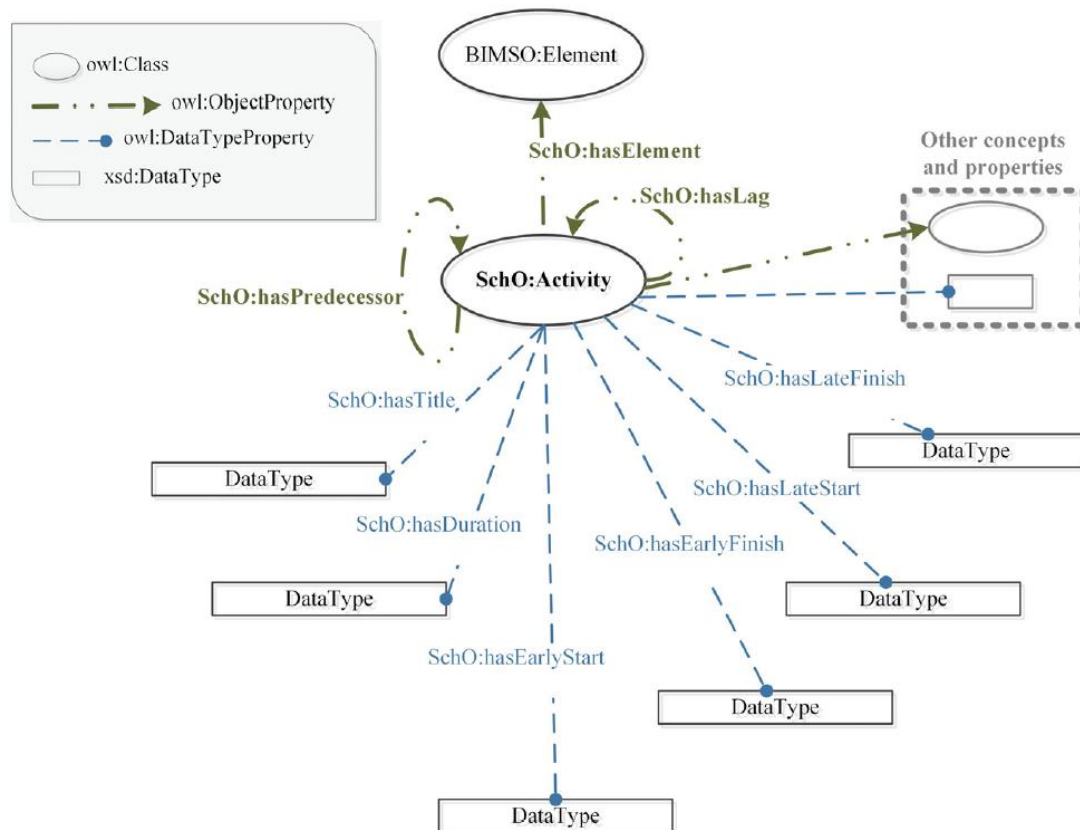 owl:Class
owl:ObjectProperty
owl:DataTypeProperty
xsd:DataType
BIMSO:Element
SchO:hasElement
Other concepts
and properties
SchO:hasLag
SchO:Activity
SchO:hasPredecessor
SchO:hasLateFinish
SchO:hasTitle
DataType
DataType
SchO:hasLateStart
SchO:hasDuration
SchO:hasEarlyFinish
DataType
DataType
SchO:hasEarlyStart
DataType
DataType